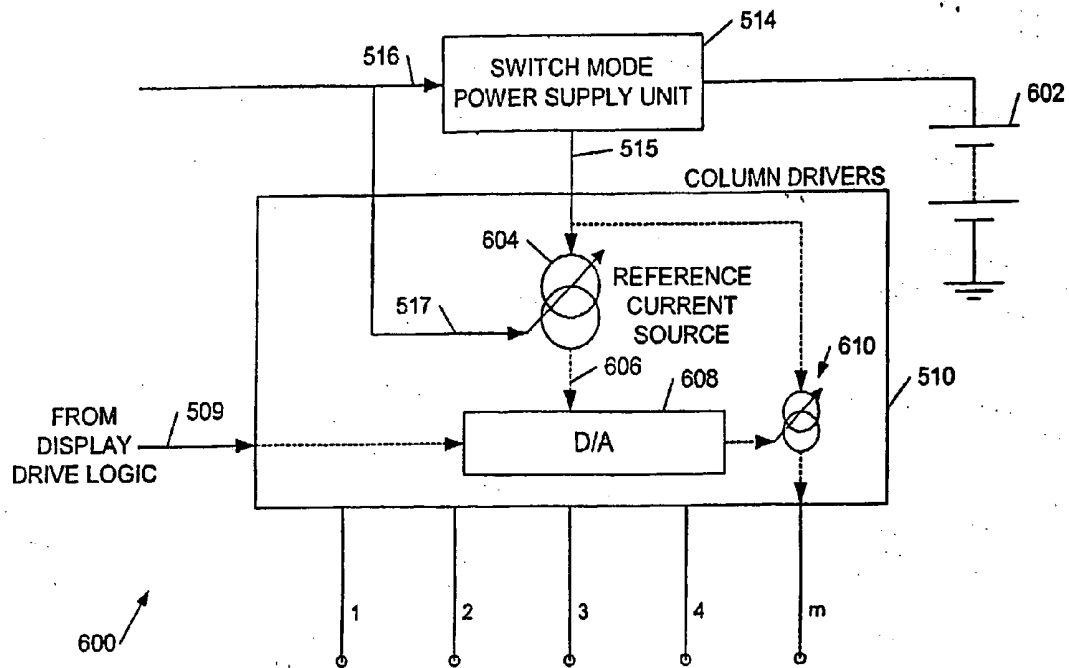 514
516
SWITCH MODE
POWER SUPPLY UNIT
602
515
COLUMN DRIVERS
604
REFERENCE
CURRENT
SOURCE
517
610
606
608
510
FROM
DISPLAY
DRIVE LOGIC
509
D/A
1
2
3
4
m
600